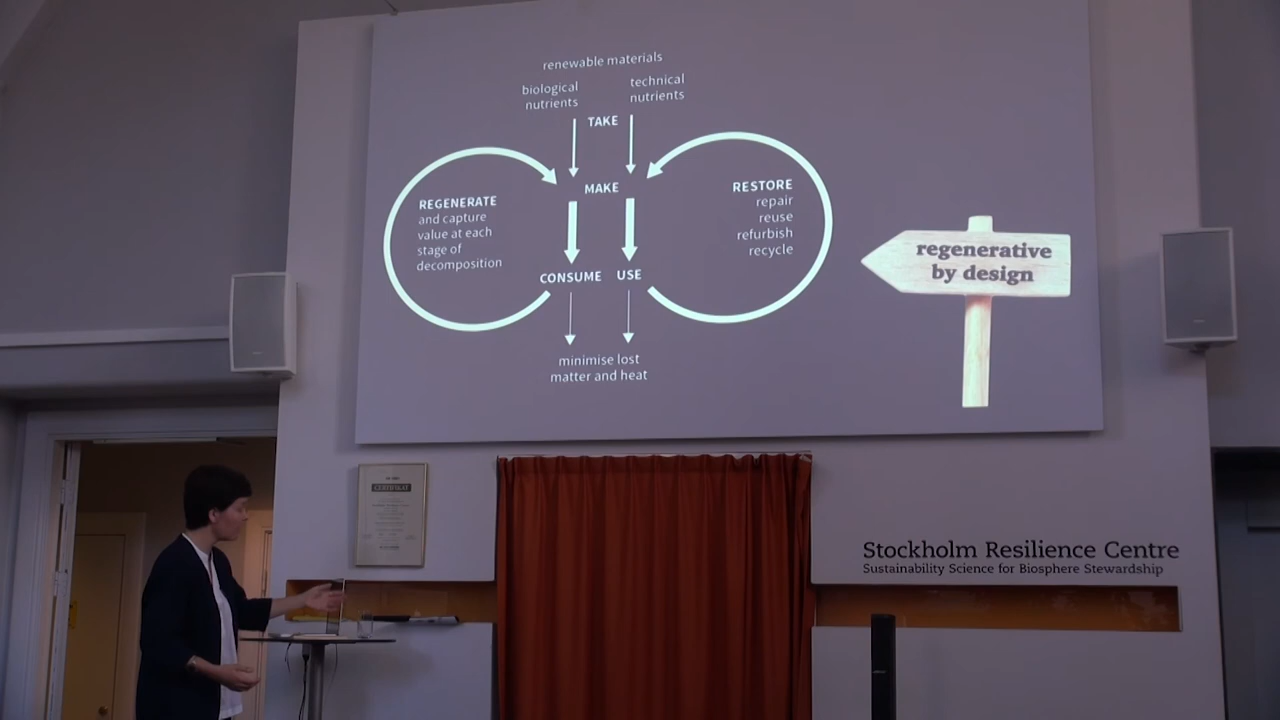 renewable materials
biological
nutrients
technical
nutrients
TAKE
MAKE
REGENERATE
and capture
value at each
stage of
decomposition
RESTORE
repair
reuse
refurbish
recycle
CONSUME USE
minimise lost
matter and heat
regenerative
by design
CERTIFIKAT
Stockholm Resilience Centre
Sustainability Science for Biosphere Stewardship